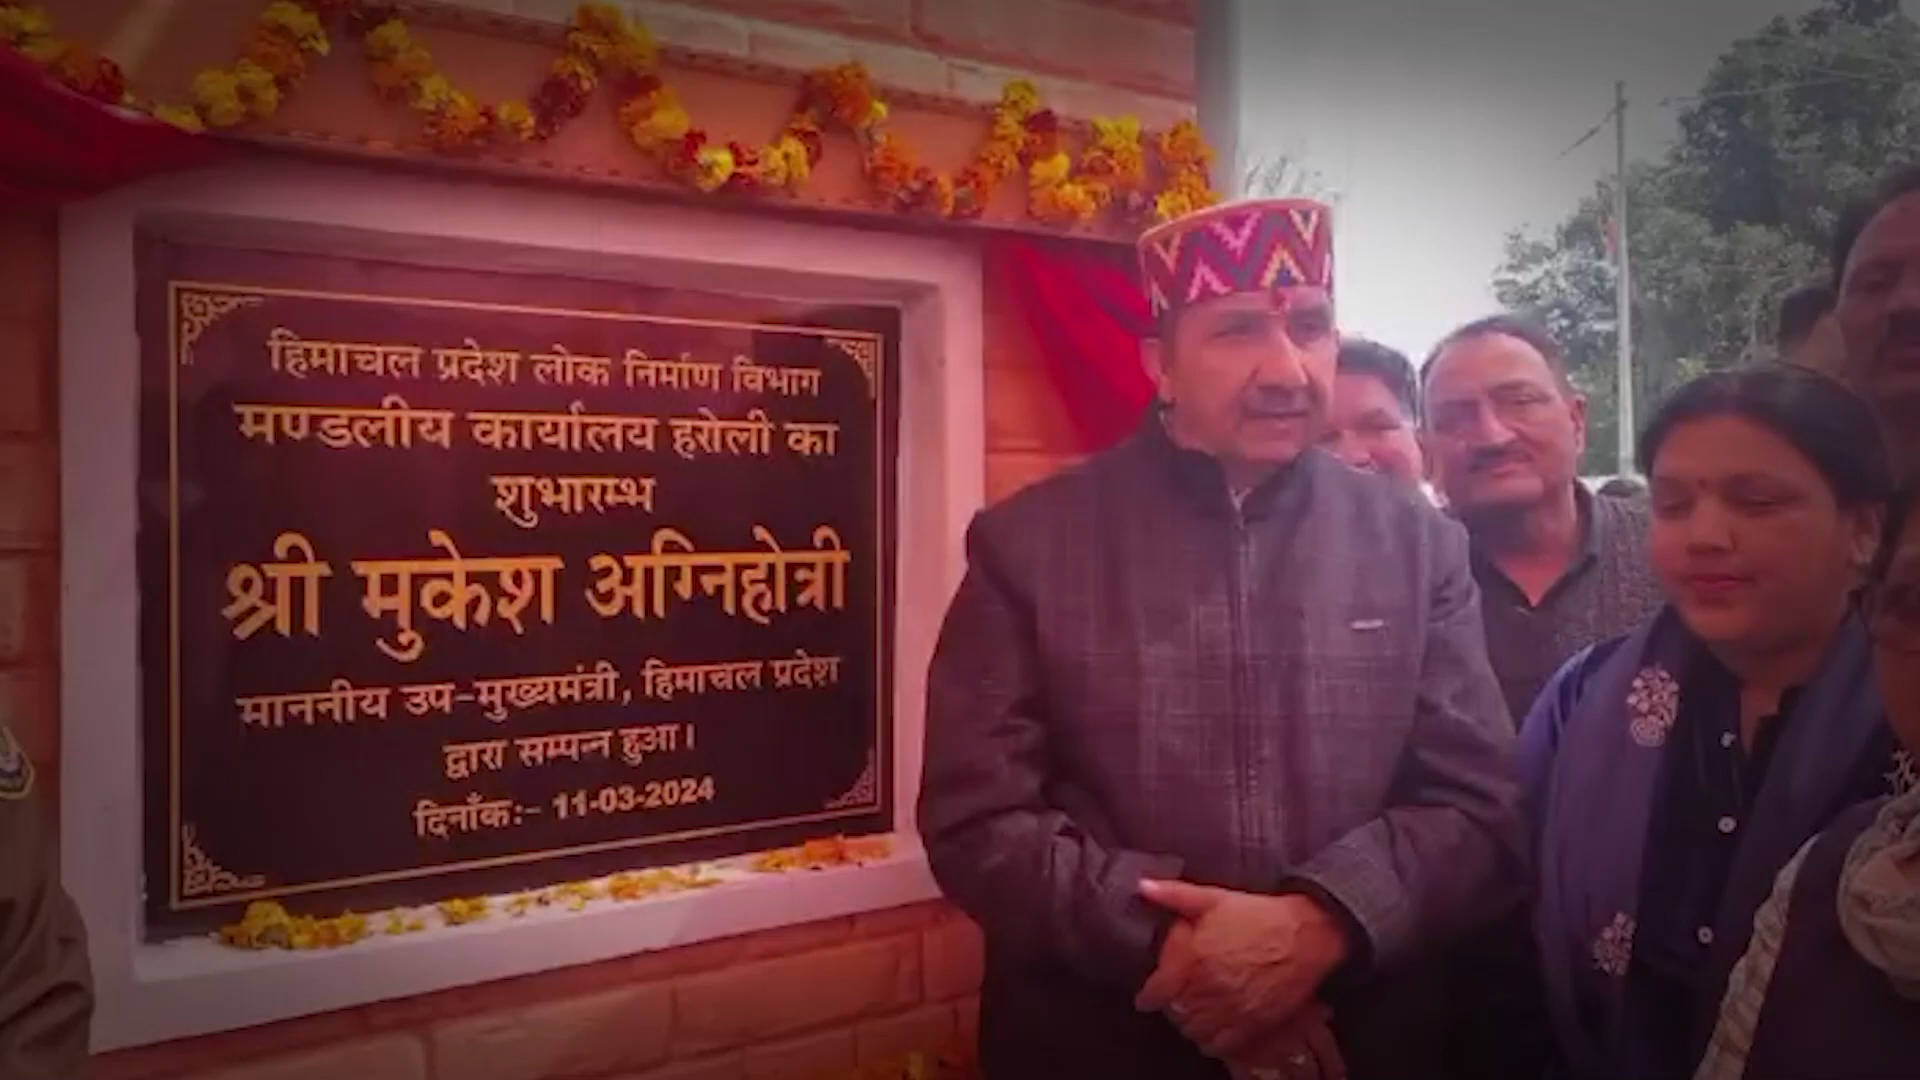 हिमाचल प्रदेश लोक निर्माण विभाग
मण्डलीय कार्यालय हरोली का
शुभारम्भ
श्री मुकेश अग्निहोत्री
माननीय उप-मुख्यमंत्री, हिमाचल प्रदेश
द्वारा सम्पन्न हुआ।
दिनाँक:- 11-03-2024